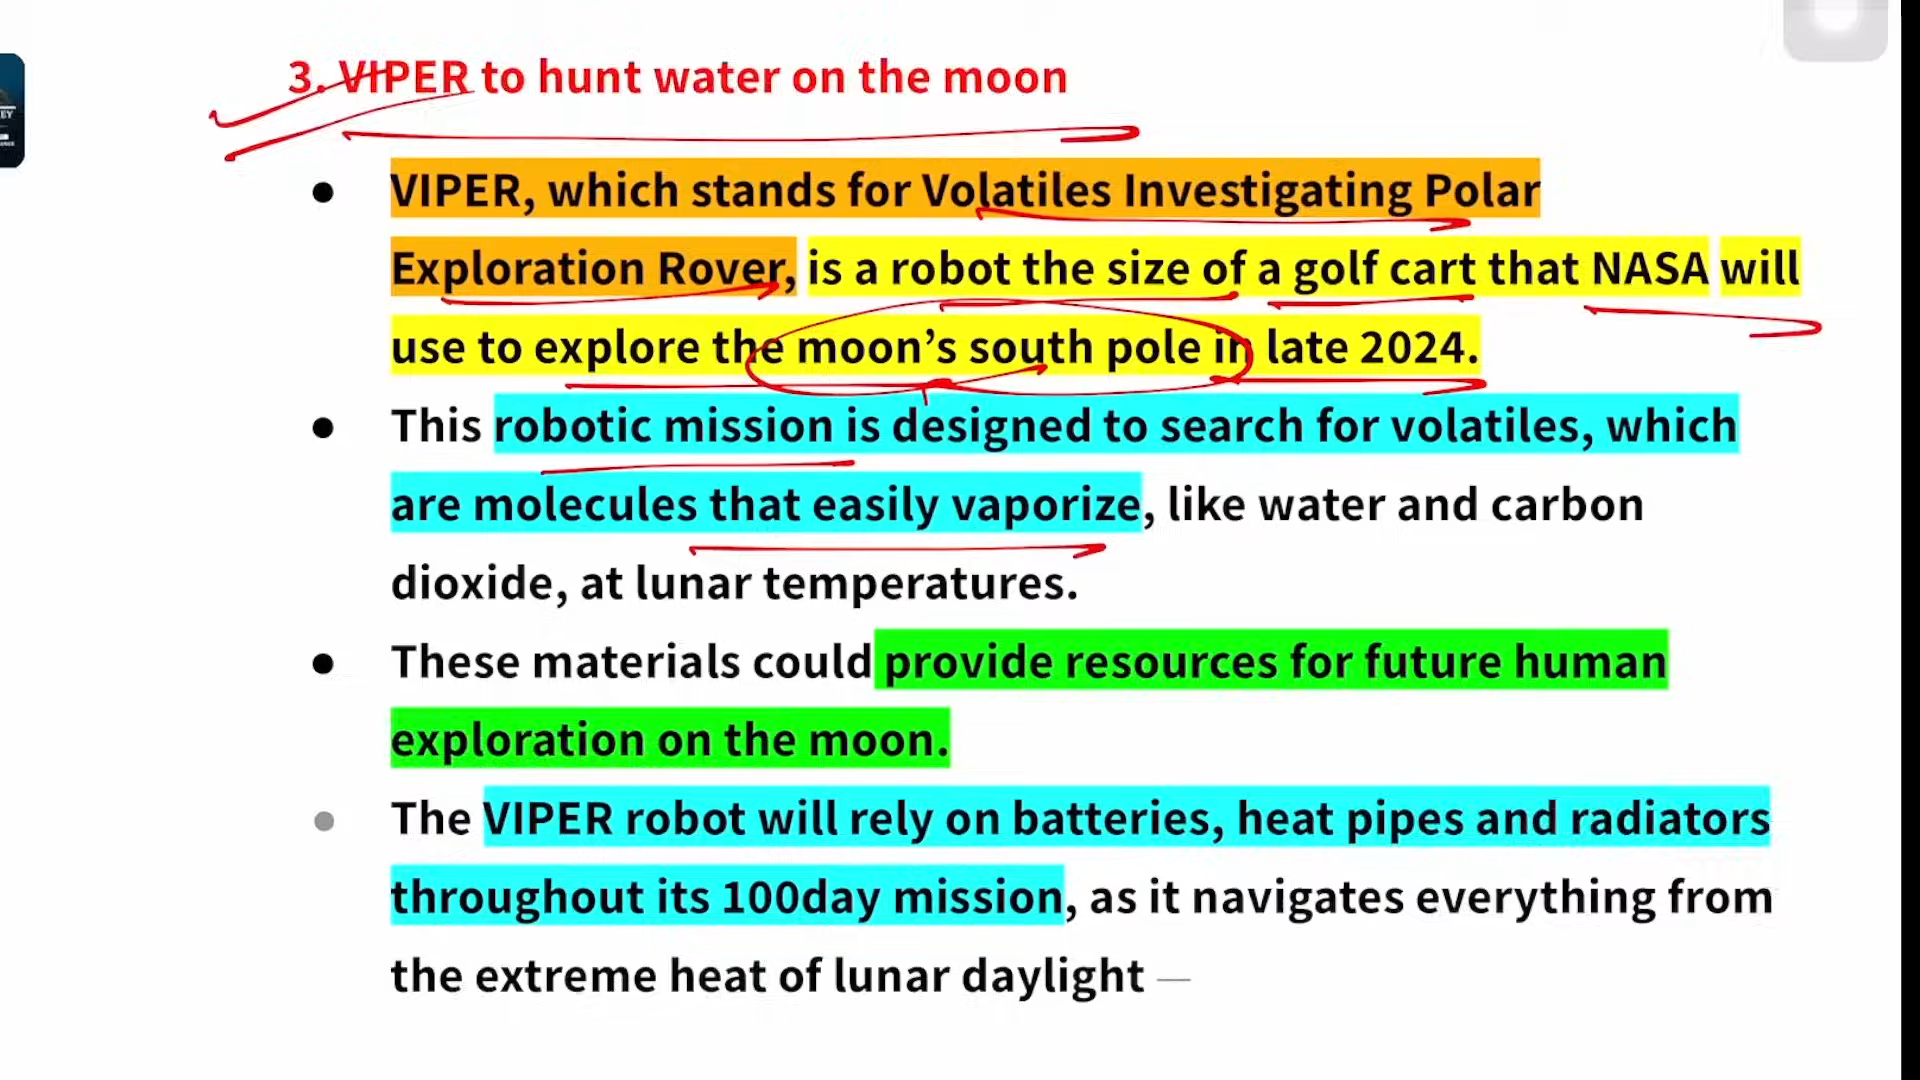 3. VIPER to hunt water on the moon
● VIPER, which stands for Volatiles Investigating Polar
Exploration Rover, is a robot the size of a golf cart that NASA will
use to explore the moon’s south pole in late 2024.
● This robotic mission is designed to search for volatiles, which
are molecules that easily vaporize, like water and carbon
dioxide, at lunar temperatures.
● These materials could provide resources for future human
exploration on the moon.
● The VIPER robot will rely on batteries, heat pipes and radiators
throughout its 100day mission, as it navigates everything from
the extreme heat of lunar daylight —